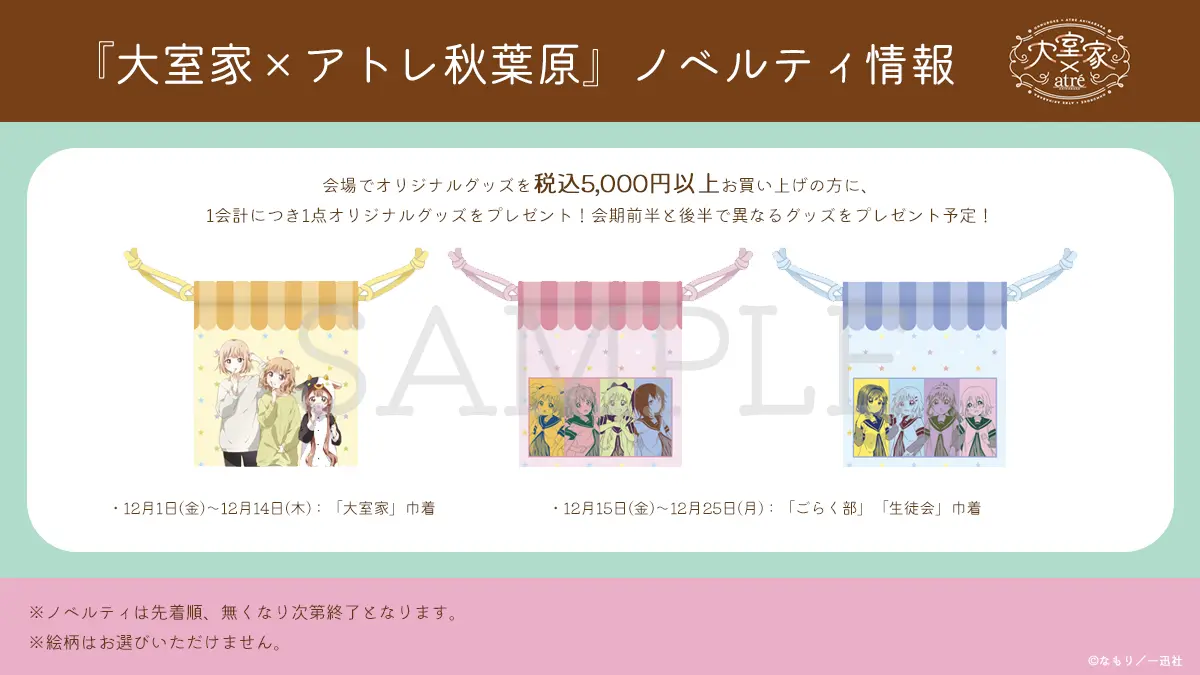 『大室家×アトレ秋葉原』ノベルティ情報
大室家
×
atré
会場でオリジナルグッズを税込5,000円以上お買い上げの方に、
1会計につき1点オリジナルグッズをプレゼント！会期前半と後半で異なるグッズをプレゼント予定！
SAMPLE
・12月1日(金)～12月14日(木)：「大室家」巾着
・12月15日(金)～12月25日(月)：「ごらく部」「生徒会」巾着
※ノベルティは先着順、無くなり次第終了となります。
※絵柄はお選びいただけません。
©なもり／一迅社